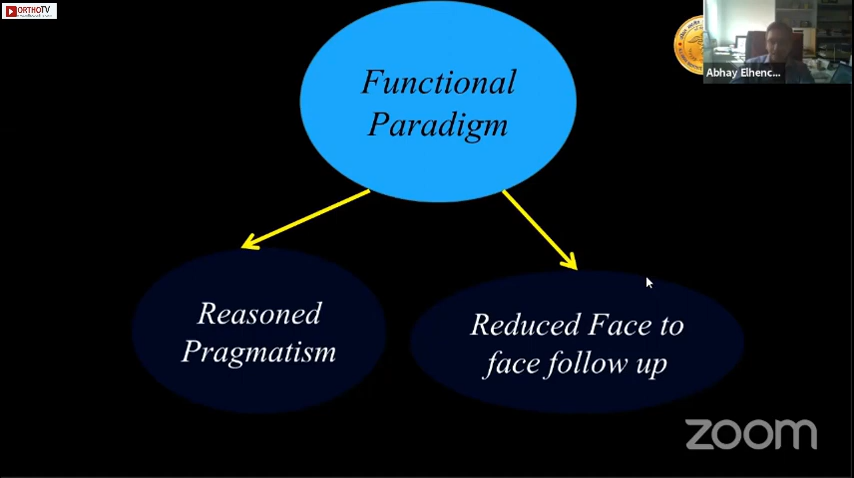 ORTHOTV
Abhay Elhenc...
Functional
Paradigm
Reasoned
Pragmatism
Reduced Face to
face follow up
zoom